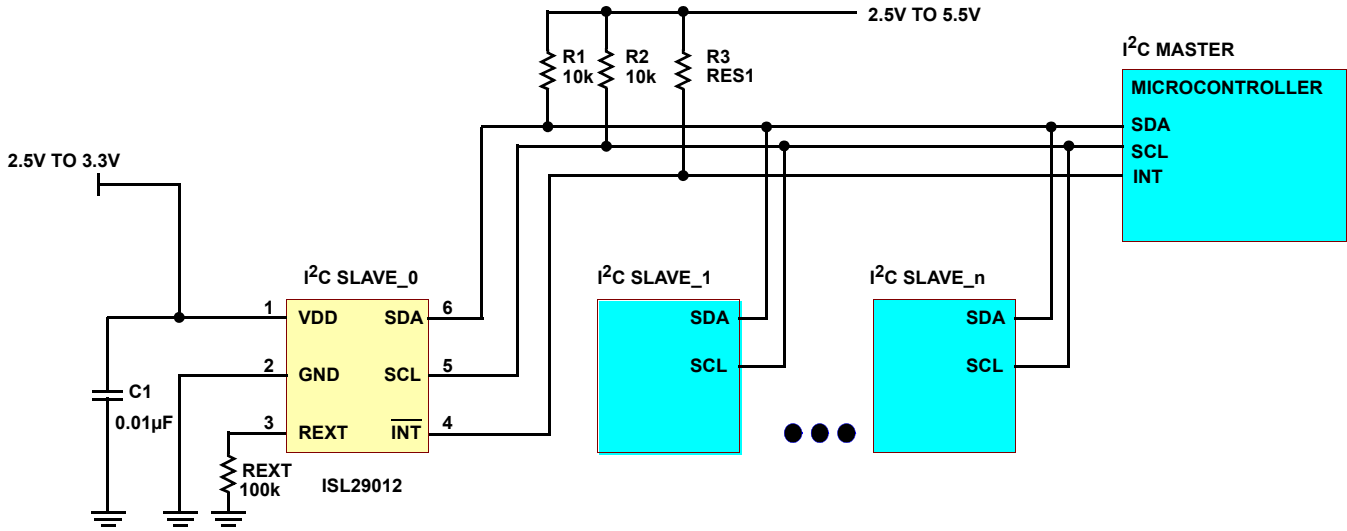 2.5V TO 5.5V
I²C MASTER
R1
10k
R2
10k
R3
RES1
MICROCONTROLLER
SDA
SCL
INT
2.5V TO 3.3V
I²C SLAVE_0
I²C SLAVE_1
I²C SLAVE_n
1
VDD
SDA
6
2
GND
SCL
5
3
REXT
INT
4
SDA
SCL
SDA
SCL
C1
0.01µF
REXT
100k
ISL29012